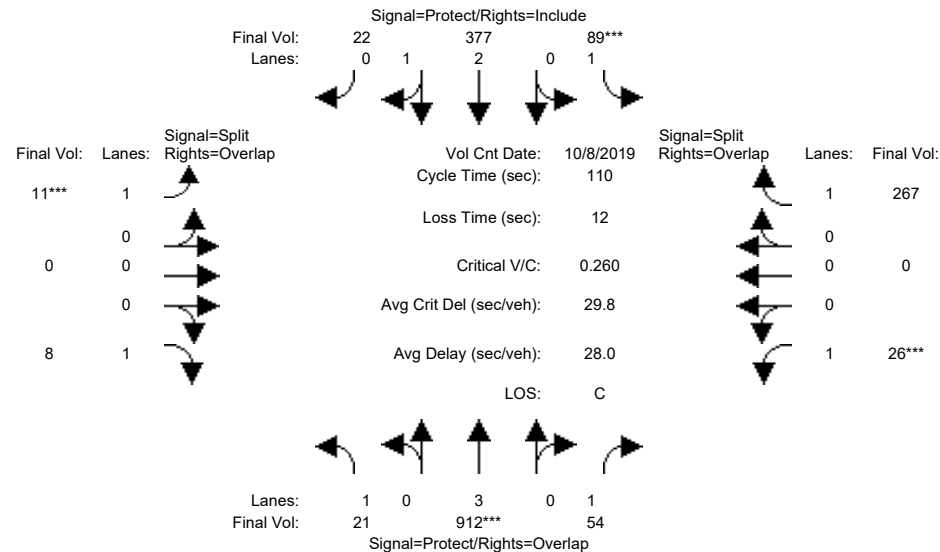 Signal=Protect/Rights=Include
Final Vol: 22 377 89***
Lanes: 0 1 2 0 1
Signal=Split Signal=Split
Final Vol: Lanes: Rights=Overlap Vol Cnt Date: 10/8/2019 Rights=Overlap Lanes: Final Vol:
Cycle Time (sec): 110
11*** 1 1 267
Loss Time (sec): 12
0 0
0 0 Critical V/C: 0.260 0 0
0 Avg Crit Del (sec/veh): 29.8 0
8 1 Avg Delay (sec/veh): 28.0 1 26***
LOS: C
Lanes: 1 0 3 0 1
Final Vol: 21 912*** 54
Signal=Protect/Rights=Overlap